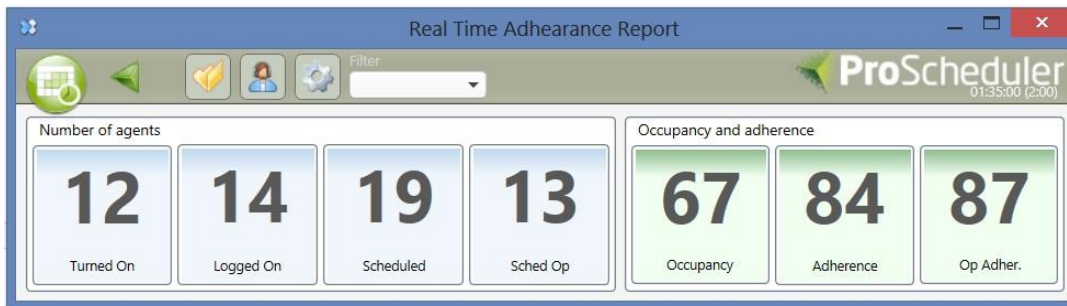 Real Time Adhearance Report
Filter
ProScheduler
01:35:00 (2:00)
Number of agents
Occupancy and adherence
12 14 19 13 67 84 87
Turned On Logged On Scheduled Sched Op Occupancy Adherence Op Adher.